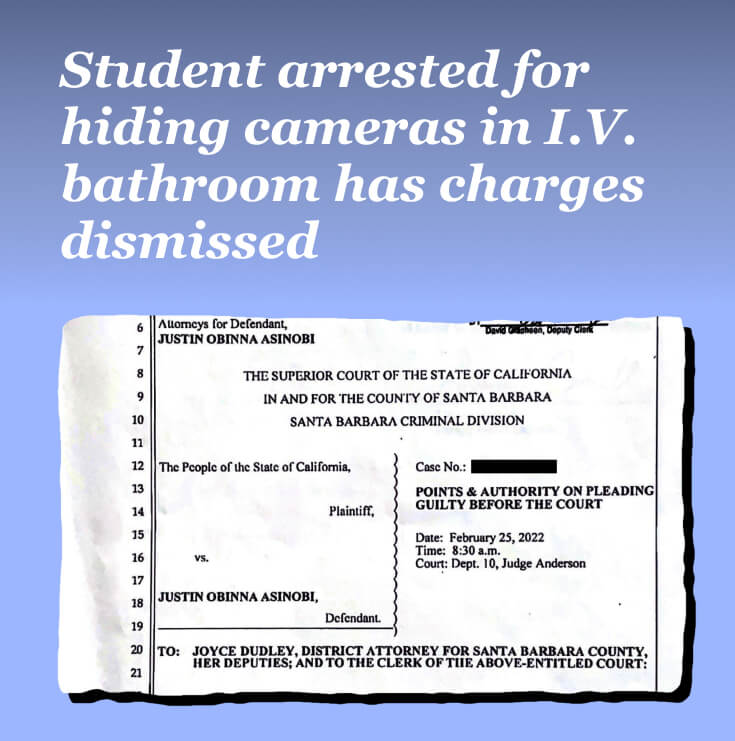 Student arrested for
hiding cameras in I.V.
bathroom has charges
dismissed
6 Attorneys for Defendant,
David Deputy Clerk
7 JUSTIN OBINNA ASINOBI
8 THE SUPERIOR COURT OF THE STATE OF CALIFORNIA
9 IN AND FOR THE COUNTY OF SANTA BARBARA
10 SANTA BARBARA CRIMINAL DIVISION
11
12 The People of the State of California,
Case No.:
13 POINTS & AUTHORITY ON PLEADING
GUILTY BEFORE THE COURT
14 Plaintiff,
15 Date: February 25, 2022
Time: 8:30 a.m.
16 vs.
Court: Dept. 10, Judge Anderson
17
18 JUSTIN OBINNA ASINOBI,
Defendant.
19
20 TO: JOYCE DUDLEY, DISTRICT ATTORNEY FOR SANTA BARBARA COUNTY,
HER DEPUTIES; AND TO THE CLERK OF THE ABOVE-ENTITLED COURT:
21